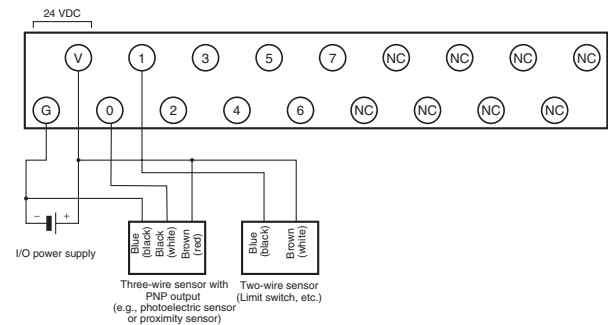 24 VDC
V 1 3 5 7 NC NC NC NC
G 0 2 4 6 NC NC NC NC
− +
I/O power supply
Blue (black)
Black (white)
Brown (red)
Blue (black)
Brown (white)
Three-wire sensor with
PNP output
(e.g., photoelectric sensor
or proximity sensor)
Two-wire sensor
(Limit switch, etc.)